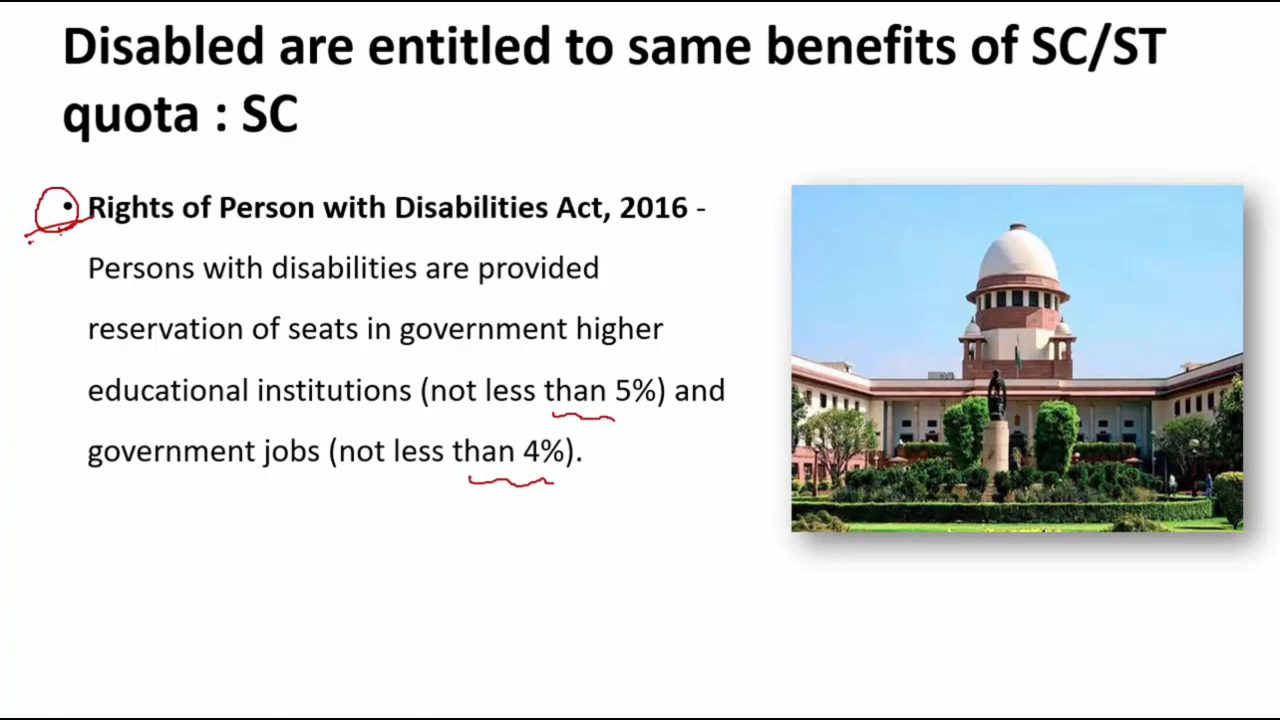 Disabled are entitled to same benefits of SC/ST
quota : SC
• Rights of Person with Disabilities Act, 2016 -
Persons with disabilities are provided
reservation of seats in government higher
educational institutions (not less than 5%) and
government jobs (not less than 4%).